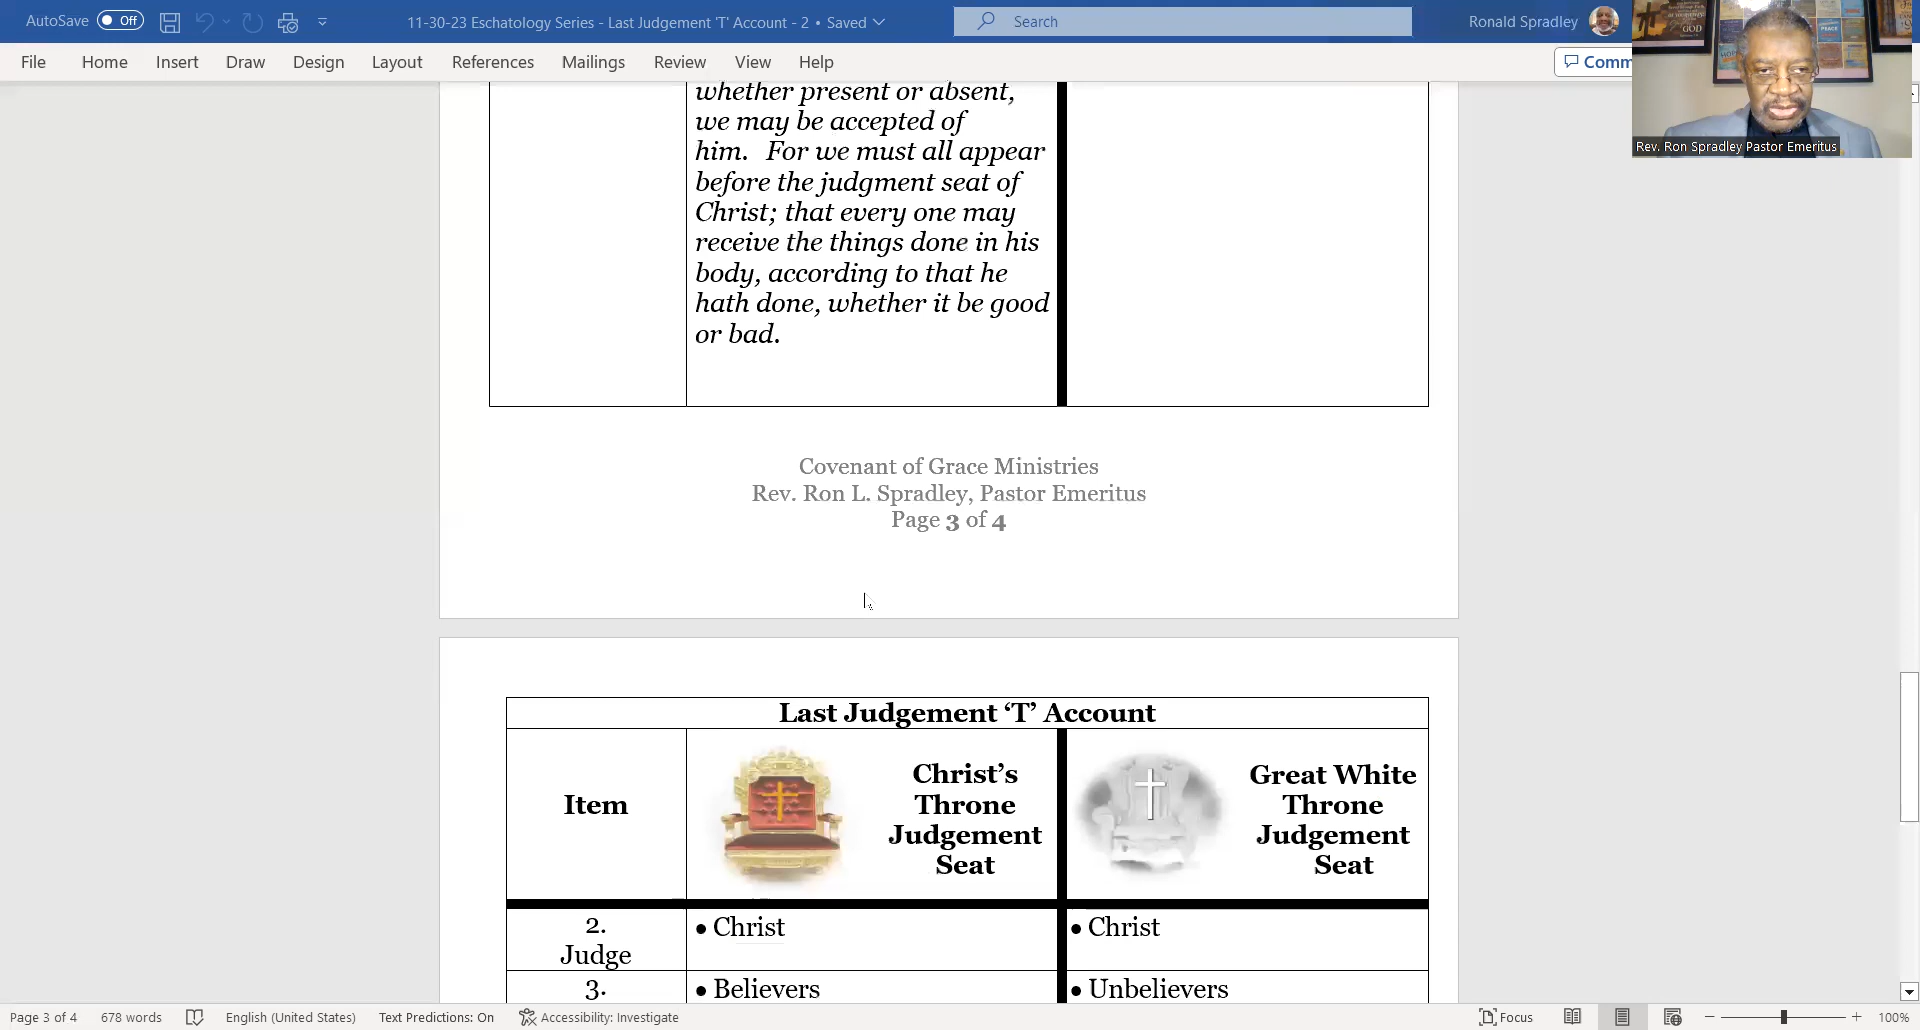 AutoSave Off 11-30-23 Eschatology Series - Last Judgement 'T' Account - 2 • Saved Search Ronald Spradley
File Home Insert Draw Design Layout References Mailings Review View Help Comm
Rev. Ron Spradley Pastor Emeritus
whether present or absent,
we may be accepted of
him. For we must all appear
before the judgment seat of
Christ; that every one may
receive the things done in his
body, according to that he
hath done, whether it be good
or bad.
Covenant of Grace Ministries
Rev. Ron L. Spradley, Pastor Emeritus
Page 3 of 4
Last Judgement ‘T’ Account
Item
Christ’s
Throne
Judgement
Seat
Great White
Throne
Judgement
Seat
2.
Judge
• Christ
• Christ
3.
• Believers
• Unbelievers
Page 3 of 4 678 words English (United States) Text Predictions: On Accessibility: Investigate Focus 100%